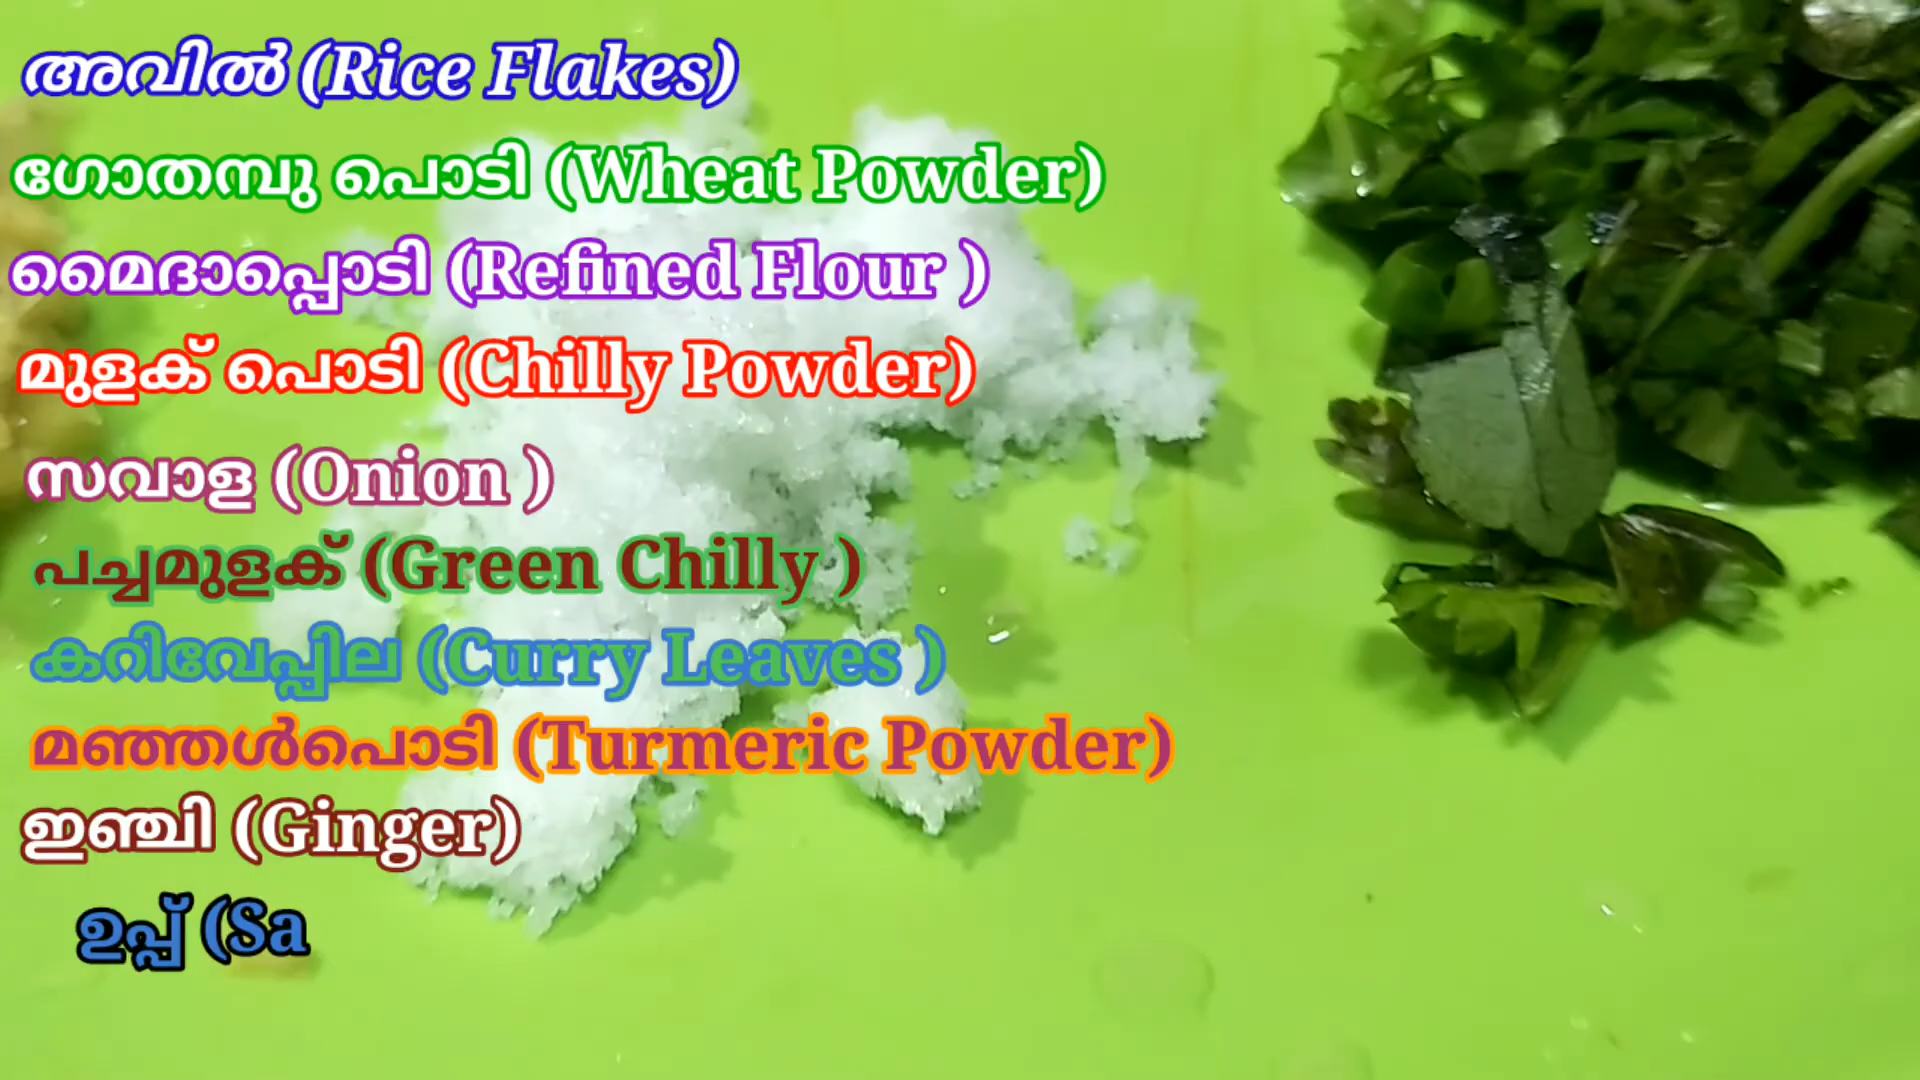 അവിൽ (Rice Flakes)
ഗോതമ്പു പൊടി (Wheat Powder)
മൈദാപ്പൊടി (Refined Flour )
മുളക് പൊടി (Chilly Powder)
സവാള (Onion )
പച്ചമുളക് (Green Chilly )
കറിവേപ്പില (Curry Leaves )
മഞ്ഞൾപൊടി (Turmeric Powder)
ഇഞ്ചി (Ginger)
ഉപ്പ് (Sa